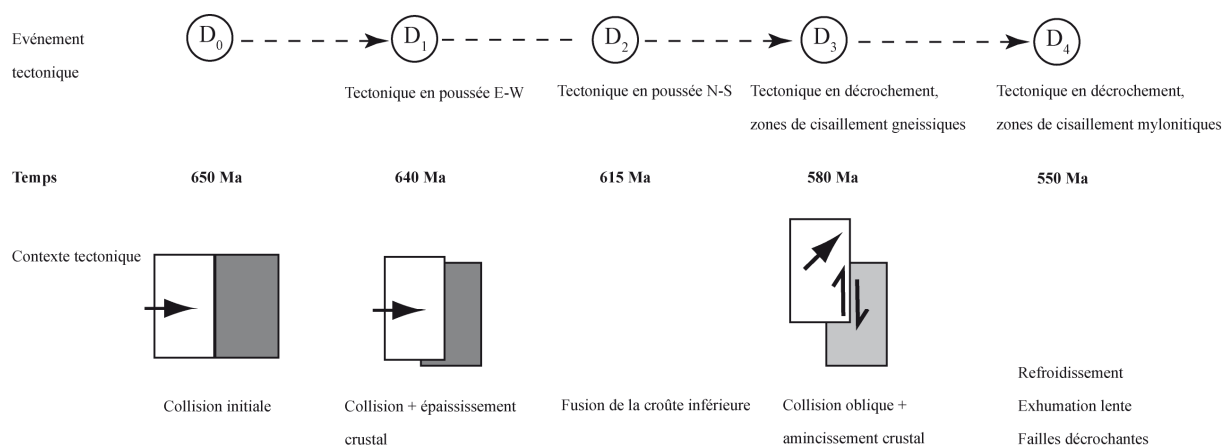 Evénement
tectonique
D0
D1
D2
D3
D4
Tectonique en poussée E-W
Tectonique en poussée N-S
Tectonique en décrochement,
zones de cisaillement gneissiques
Tectonique en décrochement,
zones de cisaillement mylonitiques
Temps
650 Ma
640 Ma
615 Ma
580 Ma
550 Ma
Contexte tectonique
Collision initiale
Collision + épaississement
crustal
Fusion de la croûte inférieure
Collision oblique +
amincissement crustal
Refroidissement
Exhumation lente
Failles décrochantes